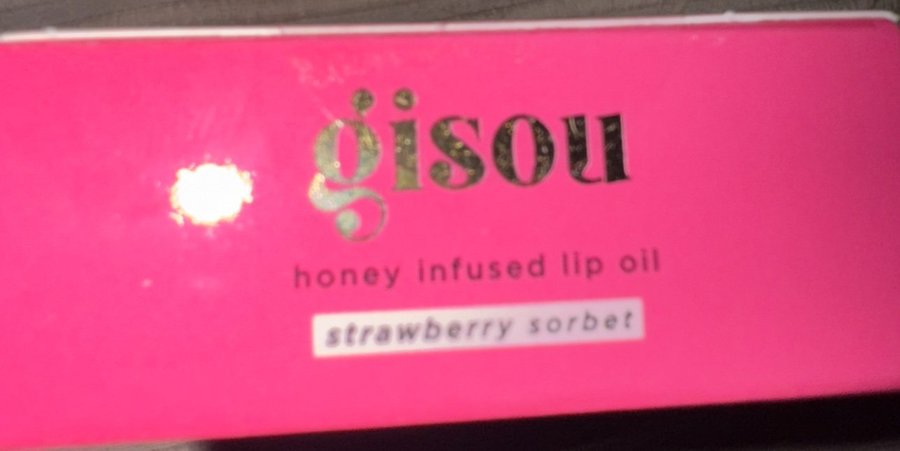 gisou
honey infused lip oil
strawberry sorbet